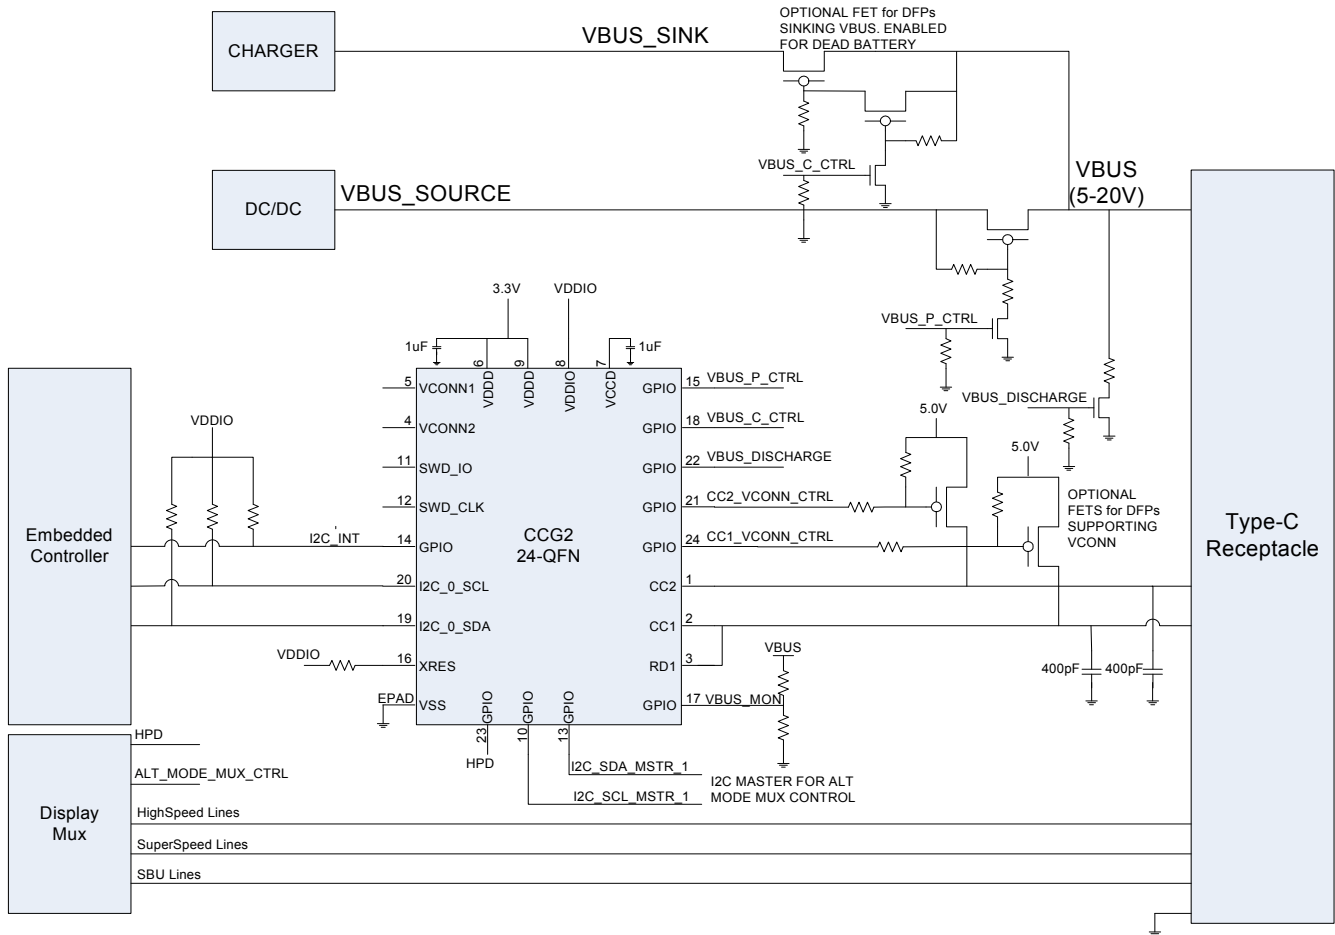 OPTIONAL FET for DFPs
SINKING VBUS. ENABLED
FOR DEAD BATTERY
CHARGER
VBUS_SINK
VBUS_C_CTRL
DC/DC
VBUS_SOURCE
VBUS
(5-20V)
VBUS_P_CTRL
VBUS_DISCHARGE
3.3V
VDDIO
1uF
1uF
6
9
8
7
VDDD
VDDD
VDDIO
VCCD
5
VCONN1
4
VCONN2
11
SWD_IO
12
SWD_CLK
14
GPIO
20
I2C_0_SCL
19
I2C_0_SDA
16
XRES
VSS
EPAD
CCG2
24-QFN
GPIO
15
VBUS_P_CTRL
GPIO
18
VBUS_C_CTRL
GPIO
22
VBUS_DISCHARGE
GPIO
21
CC2_VCONN_CTRL
GPIO
24
CC1_VCONN_CTRL
CC2
1
CC1
2
RD1
3
GPIO
17
VBUS_MON
VBUS
5.0V
5.0V
OPTIONAL
FETS for DFPs
SUPPORTING
VCONN
Type-C
Receptacle
400pF
400pF
VDDIO
Embedded
Controller
I2C_INT
VDDIO
GPIO
GPIO
GPIO
23
10
13
HPD
I2C_SDA_MSTR_1
I2C_SCL_MSTR_1
I2C MASTER FOR ALT
MODE MUX CONTROL
Display
Mux
HPD
ALT_MODE_MUX_CTRL
HighSpeed Lines
SuperSpeed Lines
SBU Lines